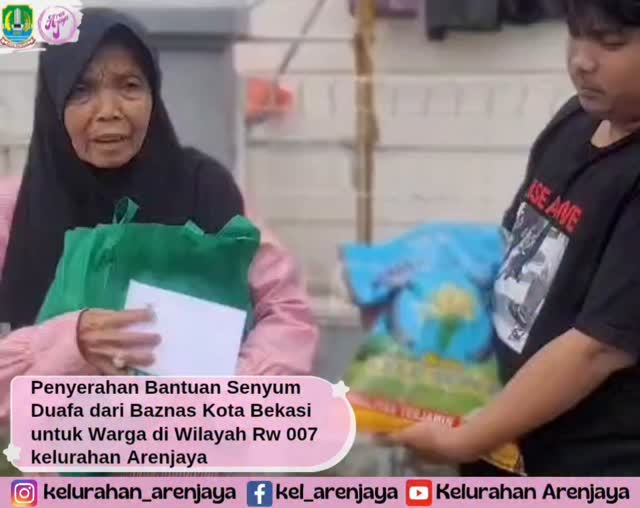 Penyerahan Bantuan Senyum
Duafa dari Baznas Kota Bekasi
untuk Warga di Wilayah Rw 007
kelurahan Arenjaya
kelurahan_arenjaya
kel_arenjaya
Kelurahan Arenjaya